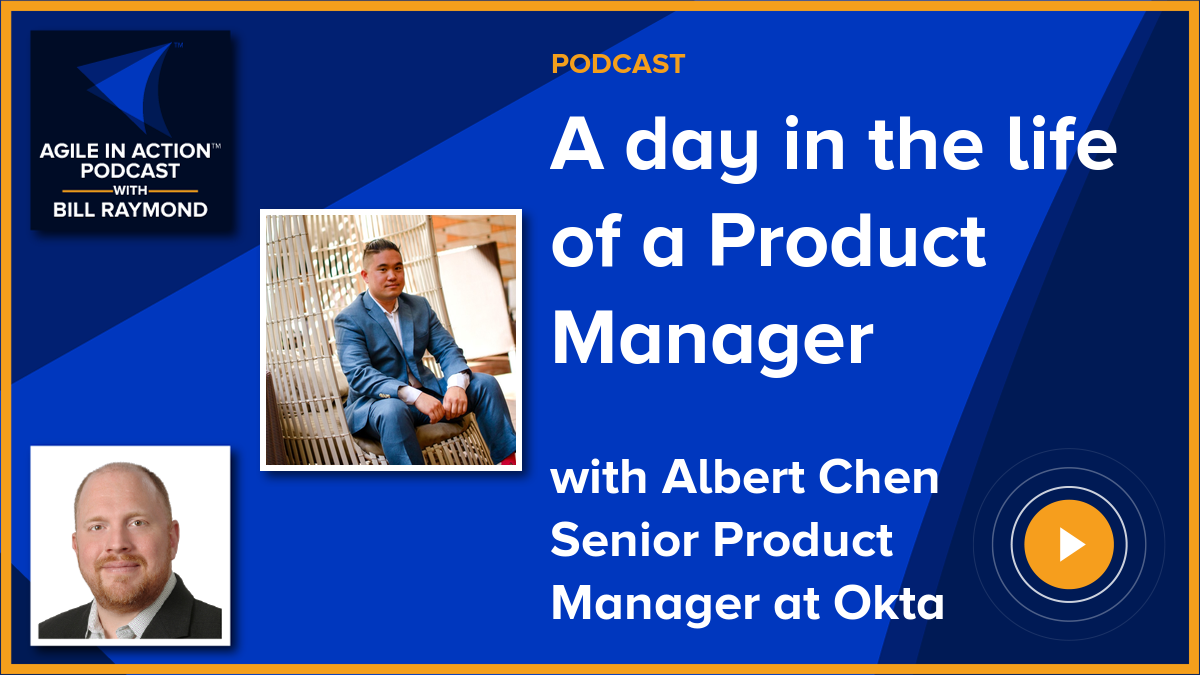 ™
AGILE IN ACTION™
PODCAST
WITH
BILL RAYMOND
PODCAST
A day in the life
of a Product
Manager
with Albert Chen
Senior Product
Manager at Okta